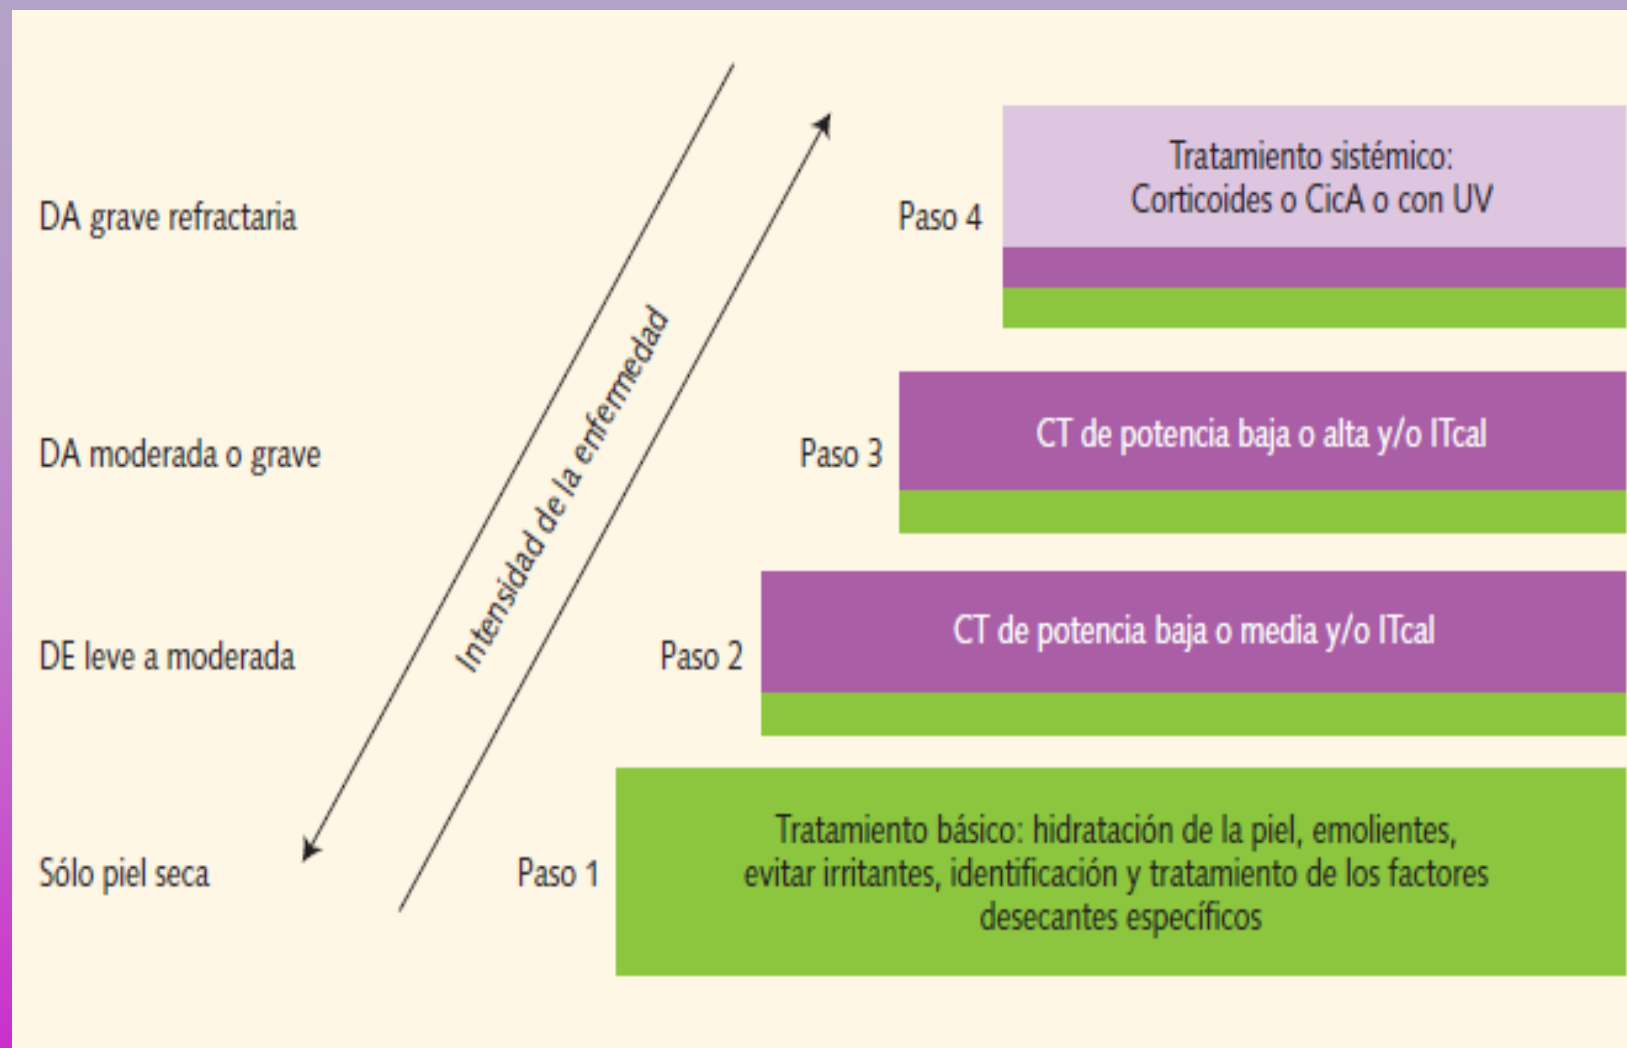 DA grave refractaria
Paso 4
Tratamiento sistémico:
Corticoides o CicA o con UV
Intensidad de la enfermedad
DA moderada o grave
Paso 3
CT de potencia baja o alta y/o ITcal
DE leve a moderada
Paso 2
CT de potencia baja o media y/o ITcal
Sólo piel seca
Paso 1
Tratamiento básico: hidratación de la piel, emolientes,
evitar irritantes, identificación y tratamiento de los factores
desecantes específicos